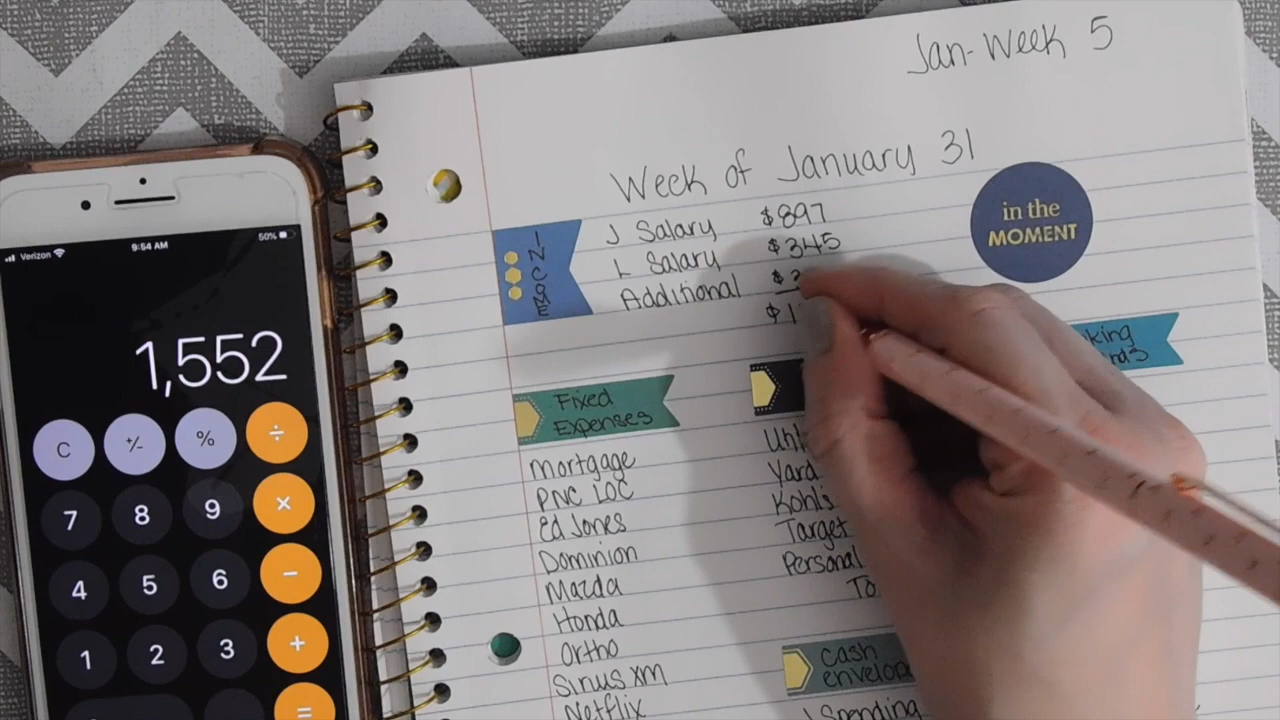 Jan-Week 5
Week of January 31
INCOME
J Salary $897
L Salary $345
Additional
in the
MOMENT
Verizon 9:54 AM 50%
1,552
C +/- % ÷
7 8 9 ×
4 5 6 −
1 2 3 +
=
Fixed
Expenses
Mortgage
PNC LOC
Ed Jones
Dominion
Mazda
Honda
Ortho
Sirius XM
Netflix
Yard
Kohls
Target
Personal
Cash
J Spending